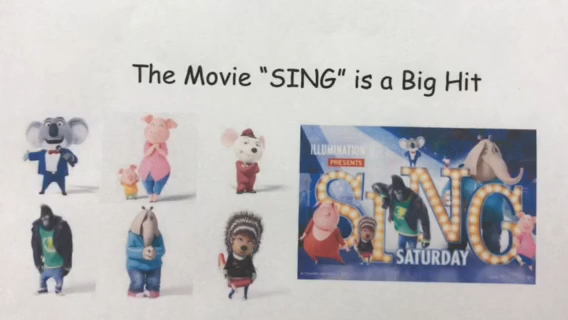 The Movie “SING” is a Big Hit
ILLUMINATION
PRESENTS
SING
SATURDAY